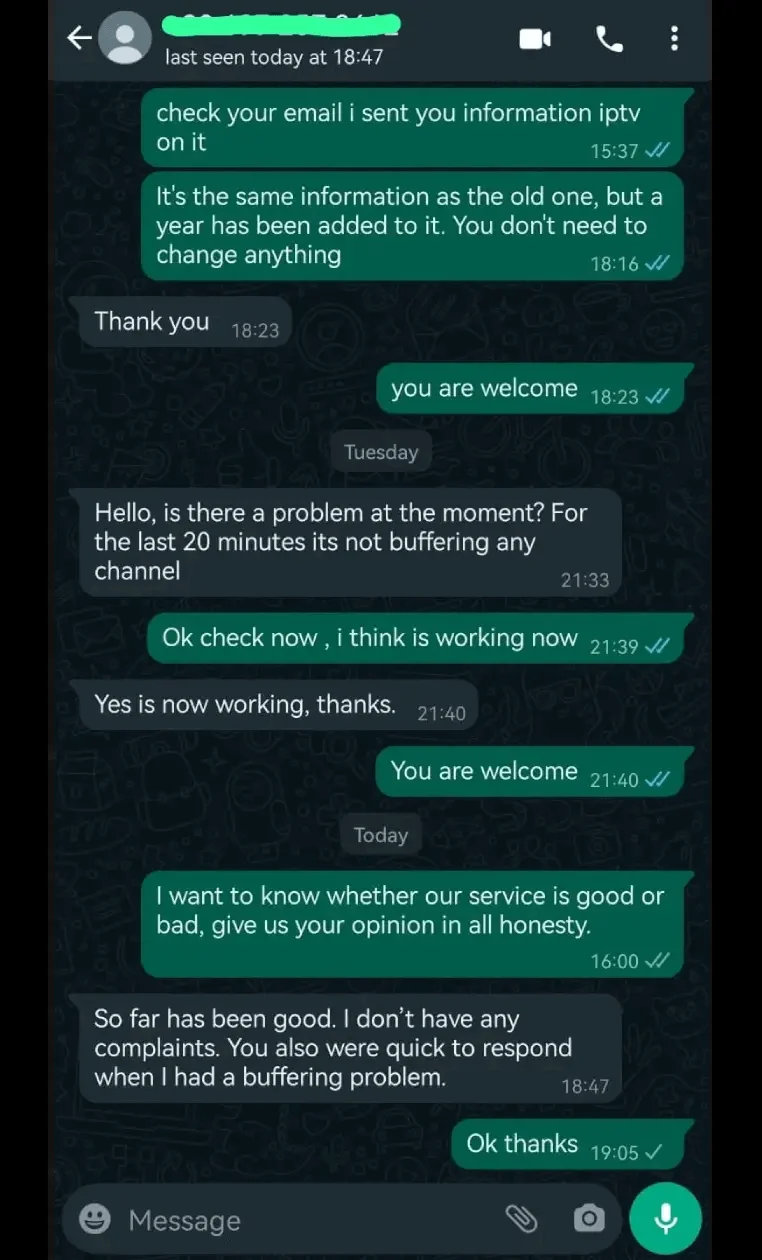 last seen today at 18:47
check your email i sent you information iptv
on it
15:37
It's the same information as the old one, but a
year has been added to it. You don't need to
change anything
18:16
Thank you 18:23
you are welcome 18:23
Tuesday
Hello, is there a problem at the moment? For
the last 20 minutes its not buffering any
channel
21:33
Ok check now , i think is working now 21:39
Yes is now working, thanks. 21:40
You are welcome 21:40
Today
I want to know whether our service is good or
bad, give us your opinion in all honesty.
16:00
So far has been good. I don’t have any
complaints. You also were quick to respond
when I had a buffering problem.
18:47
Ok thanks 19:05
Message